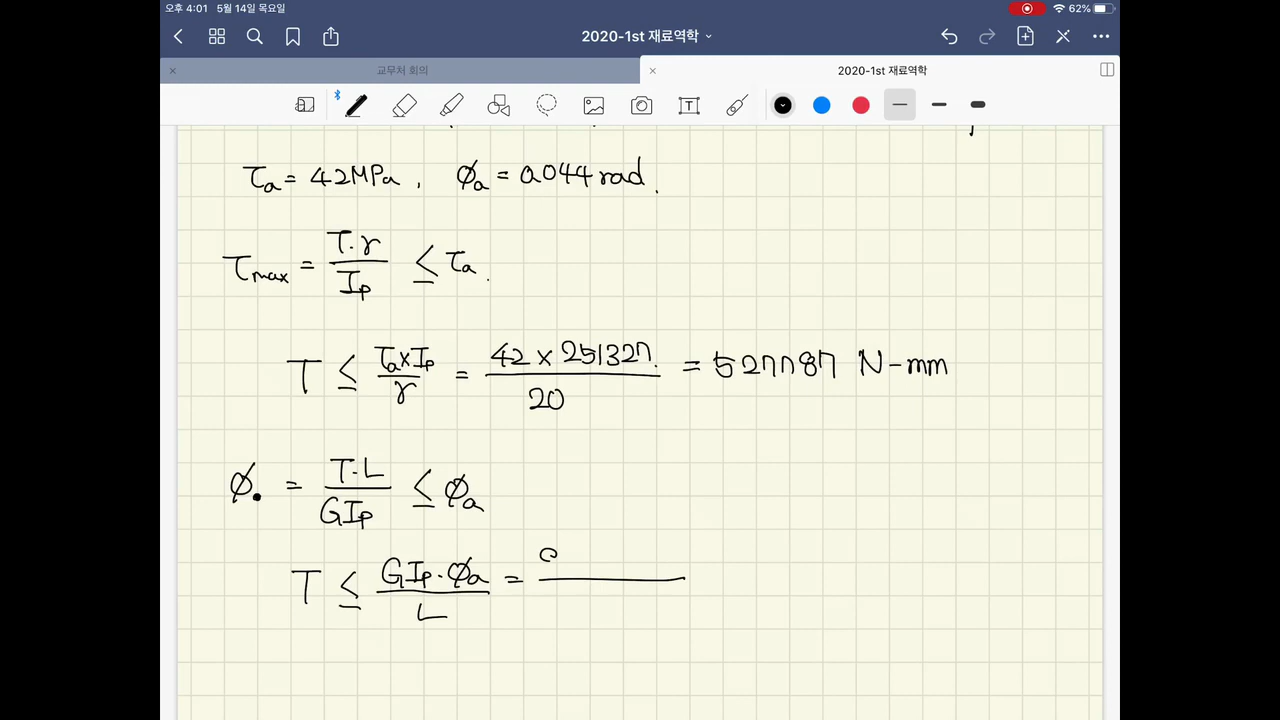 오후 4:01 5월 14일 목요일 62%
2020-1st 재료역학
교무처 회의 2020-1st 재료역학
τa = 42MPa, φa = 0.044 rad.
τmax = T·r / Ip ≤ τa.
T ≤ τa×Ip / r = 42 × 251327. / 20 = 527787 N-mm
φ. = T·L / GIp ≤ φa
T ≤ GIp·φa / L =